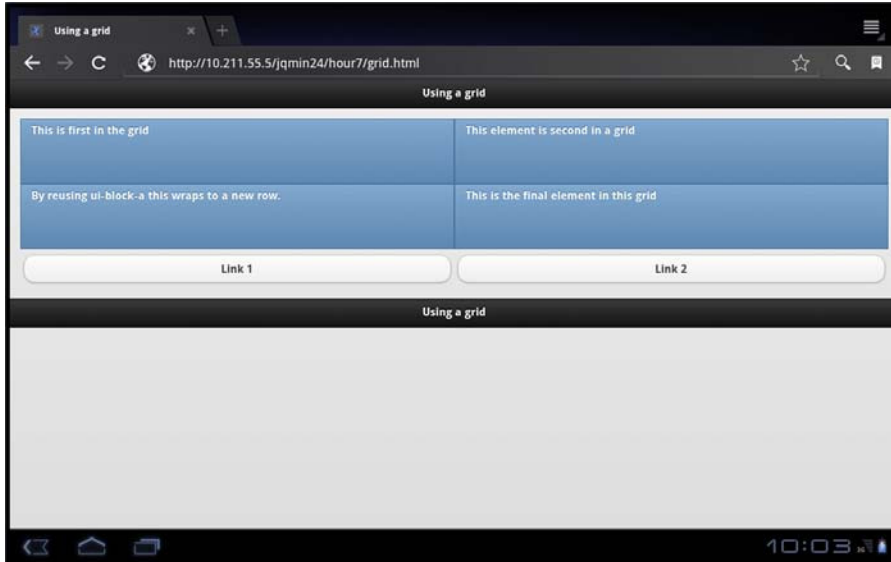 Using a grid
http://10.211.55.5/jqmin24/hour7/grid.html
Using a grid
This is first in the grid
This element is second in a grid
By reusing ui-block-a this wraps to a new row.
This is the final element in this grid
Link 1
Link 2
Using a grid
10:03